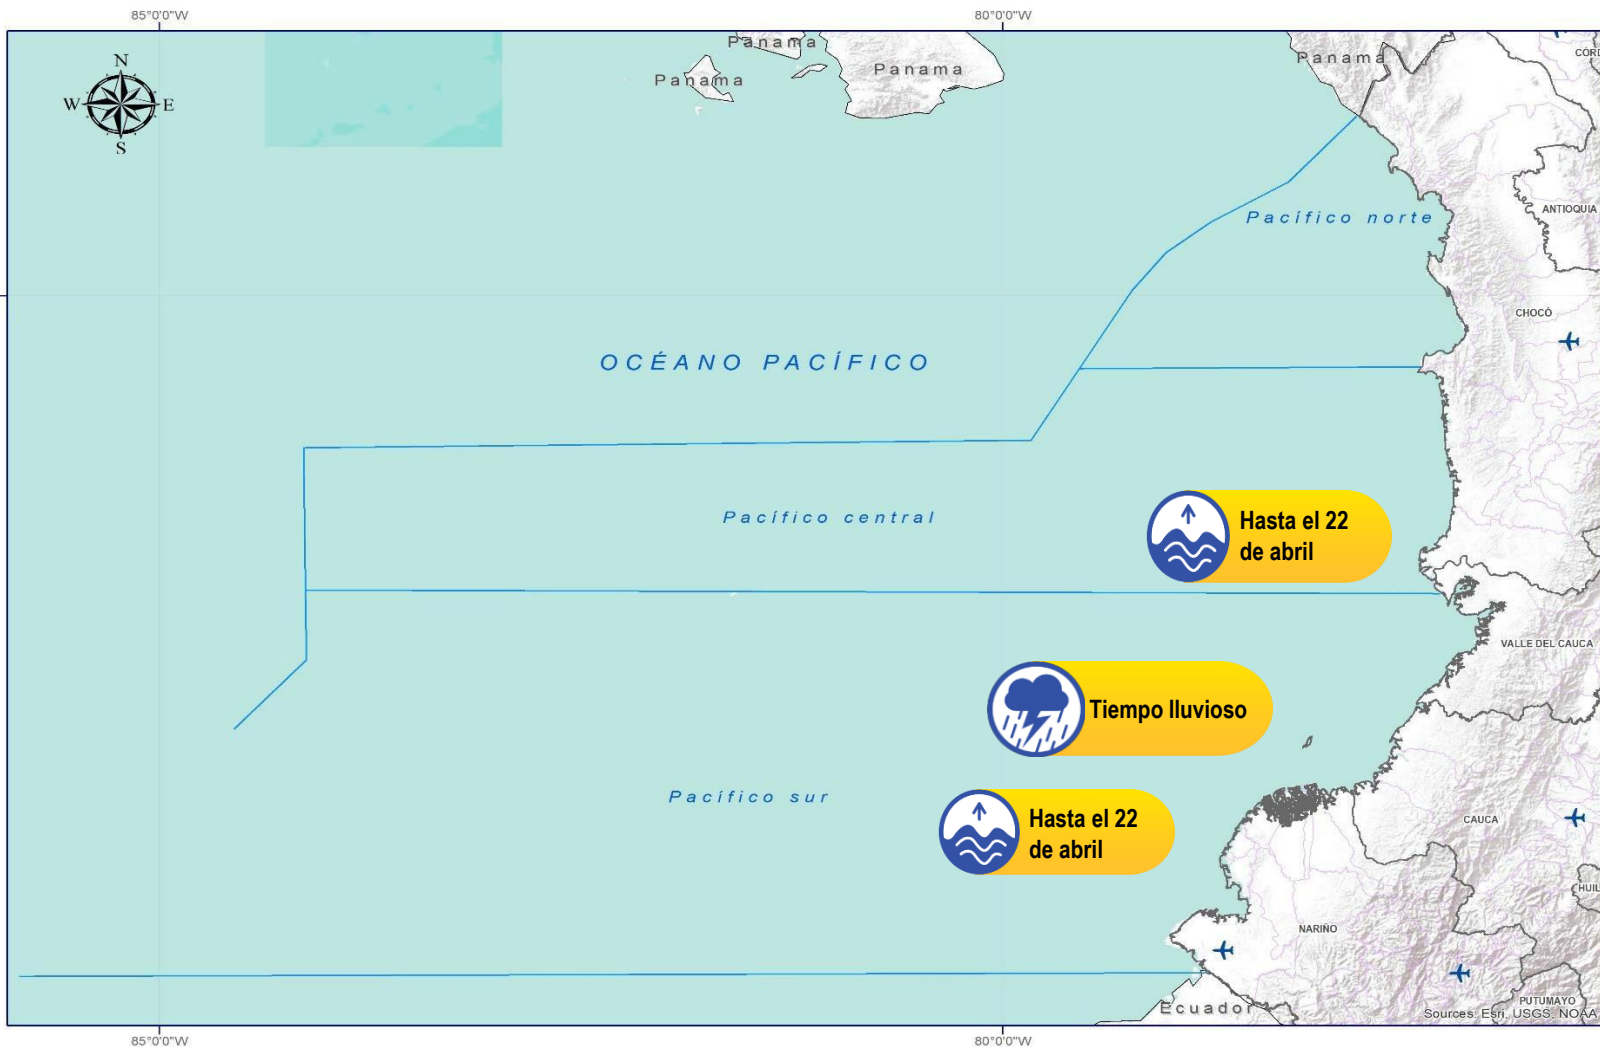 85°0'0"W
80°0'0"W
N
W
E
S
Panama
Panama
Panama
Panama
ANTIOQUIA
Pacífico norte
CHOCÓ
OCÉANO PACÍFICO
Pacífico central
Hasta el 22
de abril
VALLE DEL CAUCA
Tiempo lluvioso
Pacífico sur
Hasta el 22
de abril
CAUCA
NARIÑO
PUTUMAYO
Ecuador
Sources: Esri, USGS, NOAA
85°0'0"W
80°0'0"W